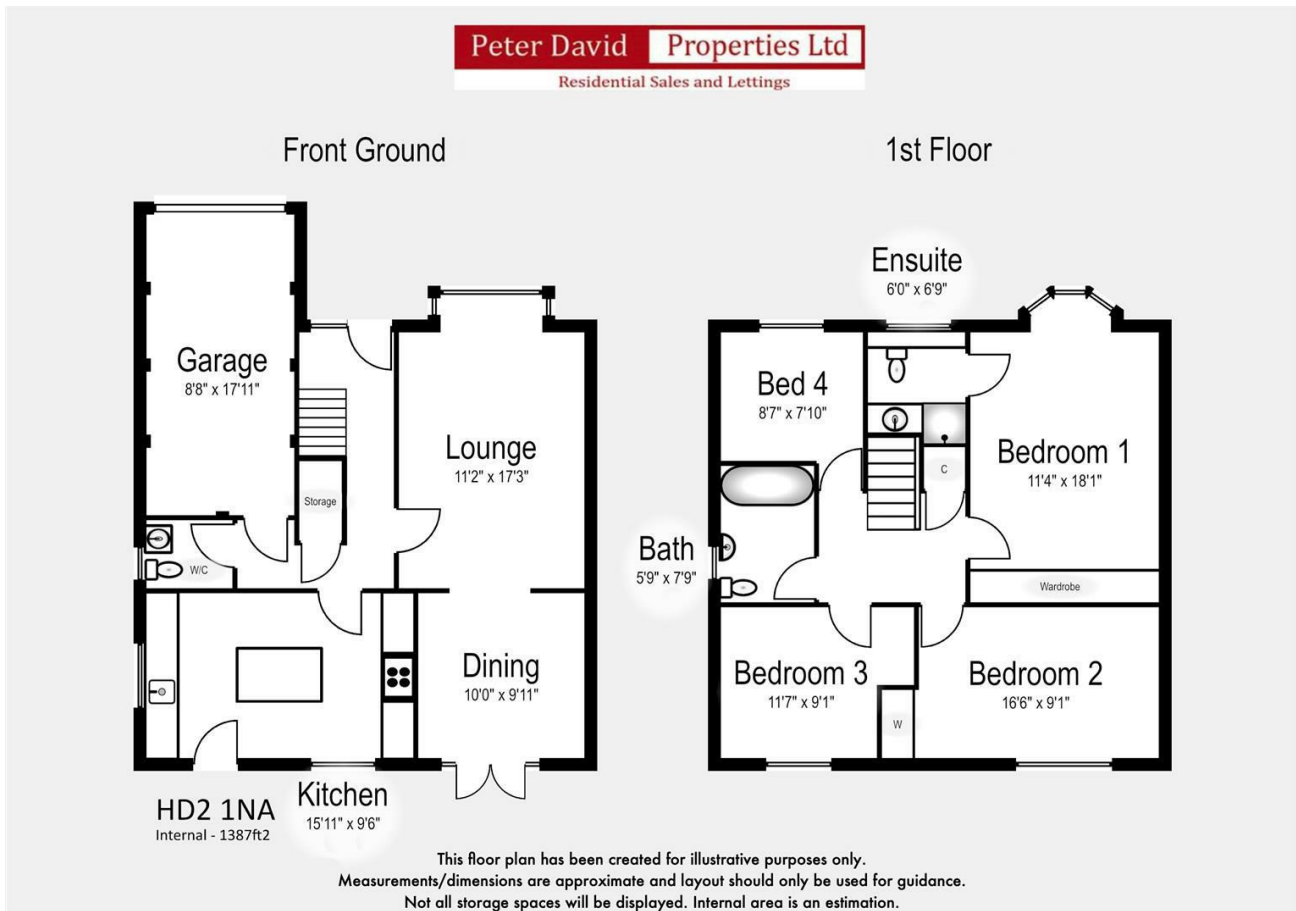 Peter David Properties Ltd
Residential Sales and Lettings
Front Ground
1st Floor
Garage
8'8" x 17'11"
Lounge
11'2" x 17'3"
Storage
W/C
Dining
10'0" x 9'11"
Kitchen
15'11" x 9'6"
HD2 1NA
Internal - 1387ft2
Ensuite
6'0" x 6'9"
Bed 4
8'7" x 7'10"
Bedroom 1
11'4" x 18'1"
C
Bath
5'9" x 7'9"
Wardrobe
Bedroom 3
11'7" x 9'1"
W
Bedroom 2
16'6" x 9'1"
This floor plan has been created for illustrative purposes only.
Measurements/dimensions are approximate and layout should only be used for guidance.
Not all storage spaces will be displayed. Internal area is an estimation.